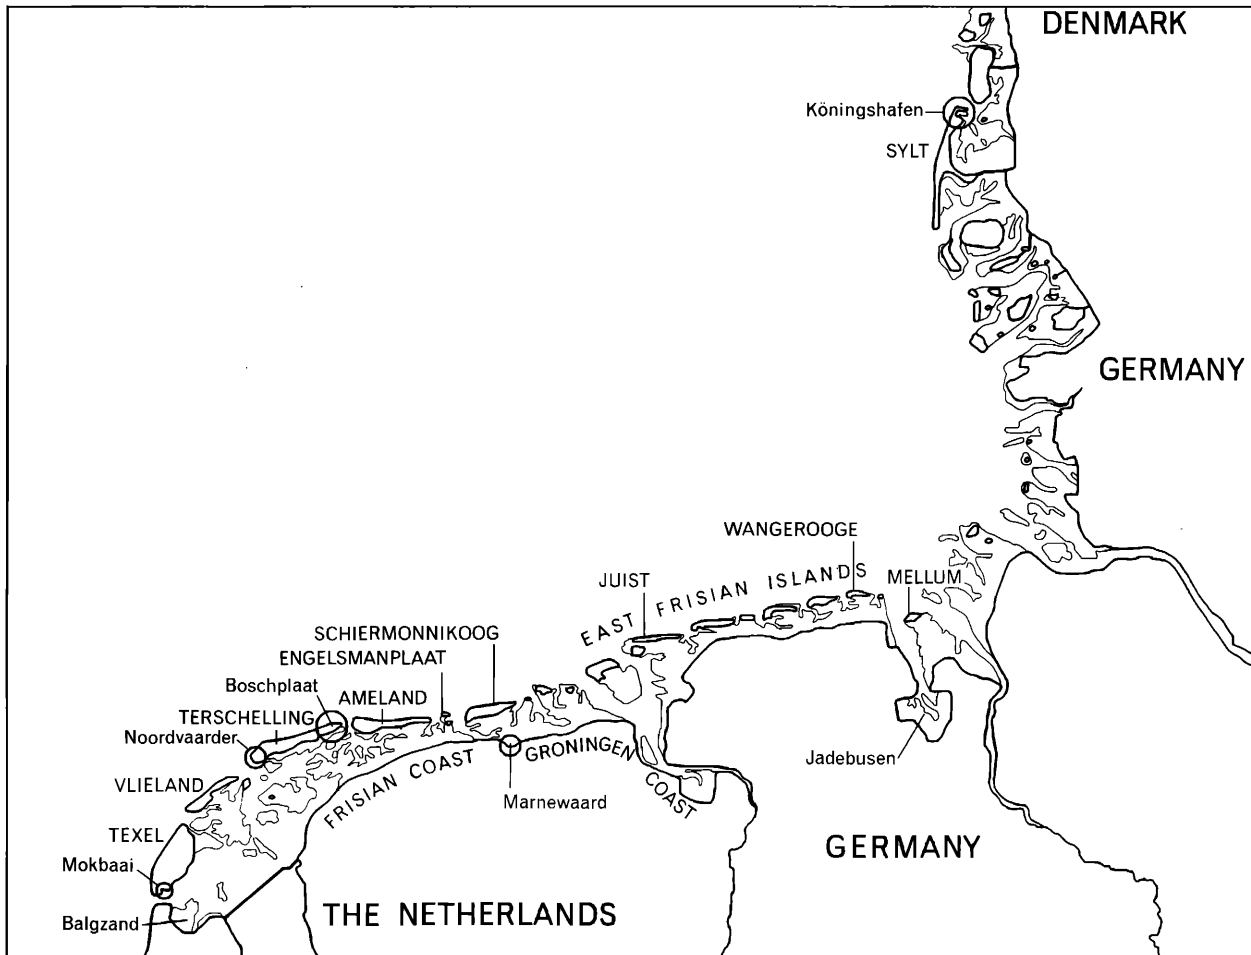 DENMARK
Köningshafen
SYLT
GERMANY
WANGEROOGE
JUIST
EAST FRISIAN ISLANDS
MELLUM
SCHIERMONNIKOOG
ENGELSMANPLAAT
Boschplaat
AMELAND
TERSCHELLING
Noordvaarder
VLIELAND
FRISIAN COAST
GRONINGEN COAST
Jadebusen
Marnewaard
TEXEL
GERMANY
Mokbaai
THE NETHERLANDS
Balgzand